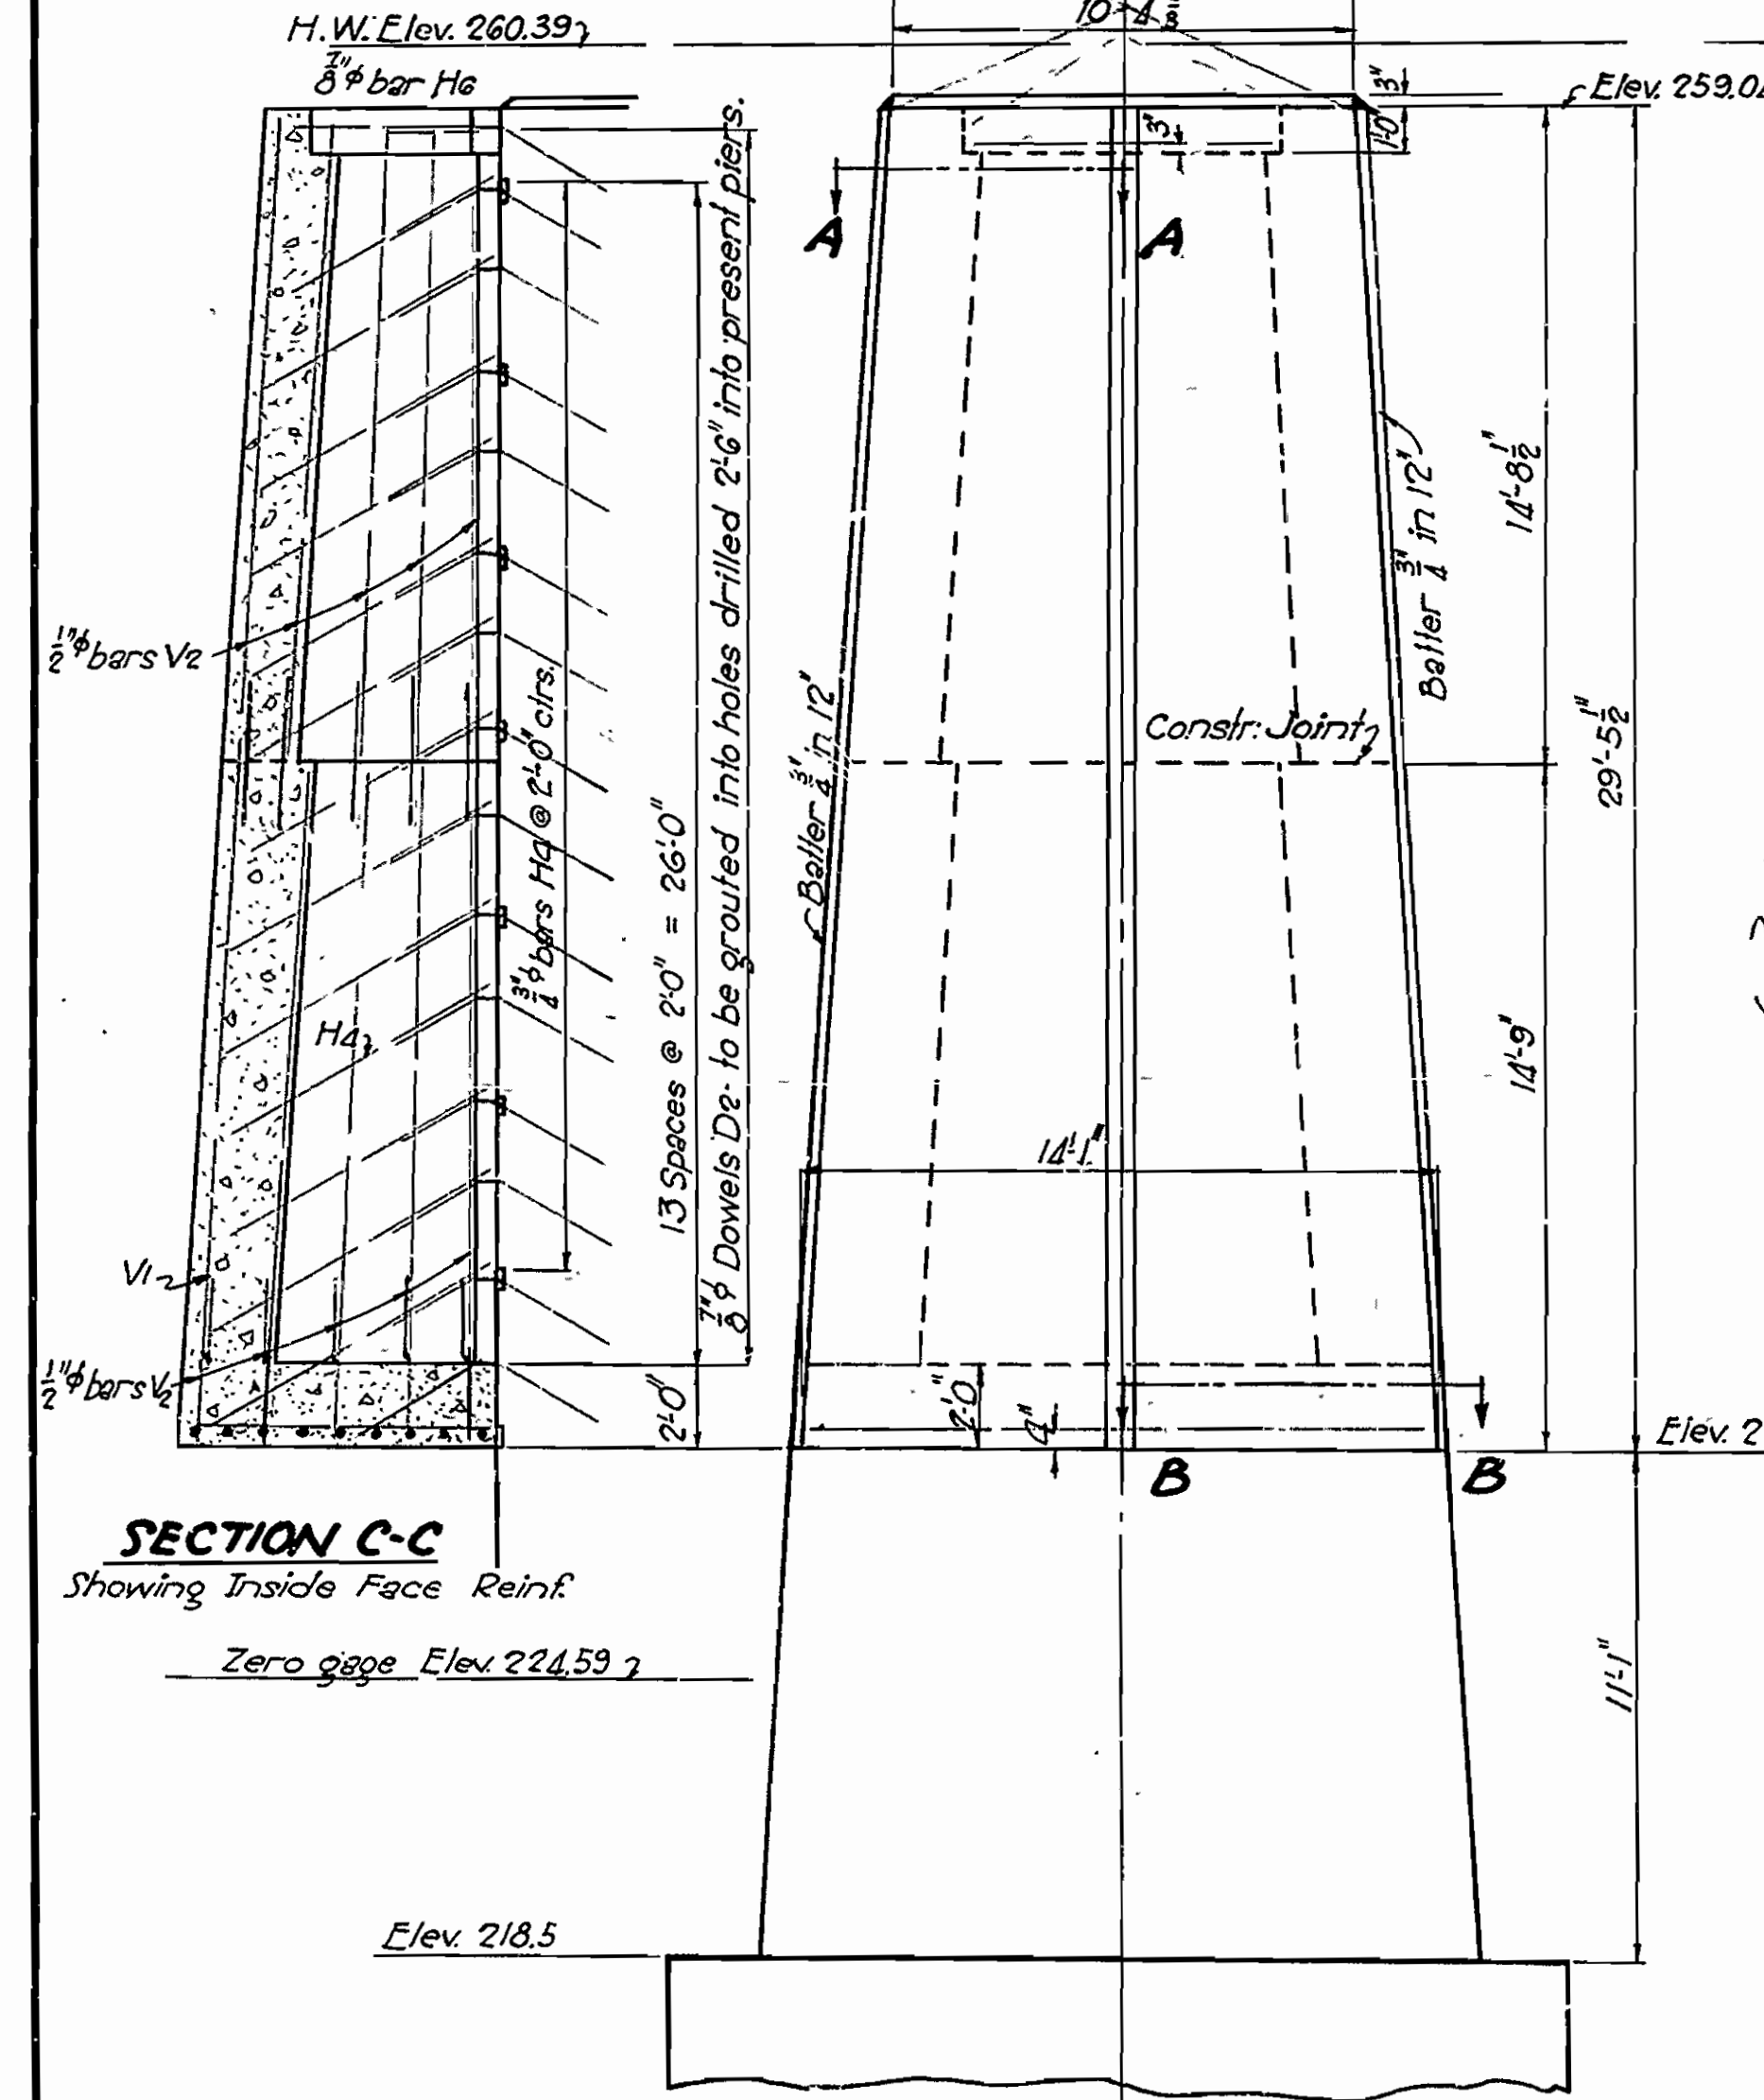 H.W. Elev. 260.39
7/8"φ bar H6
10'-4
3"
Elev. 259.04
1'-0"
3"
A
A
7/8"φ Dowels D2- to be grouted into holes drilled 2'-6" into present piers.
13 Spaces @ 2'-0" = 26'-0"
3/4"φ bars H4 @ 2'-0" ctrs.
1/2"φ bars V2
Batter 3/4" in 12"
Batter 3/4" in 12"
14'-8 1/2"
29'-5 1/2"
Constr. Joint
H4
14'-9"
14'-1"
V1
1/2"φ bars V2
2'-0"
2'-0"
4"
Elev. 2
B
B
SECTION C-C
Showing Inside Face Reinf.
Zero gage Elev. 224.59
11'-1"
Elev. 218.5